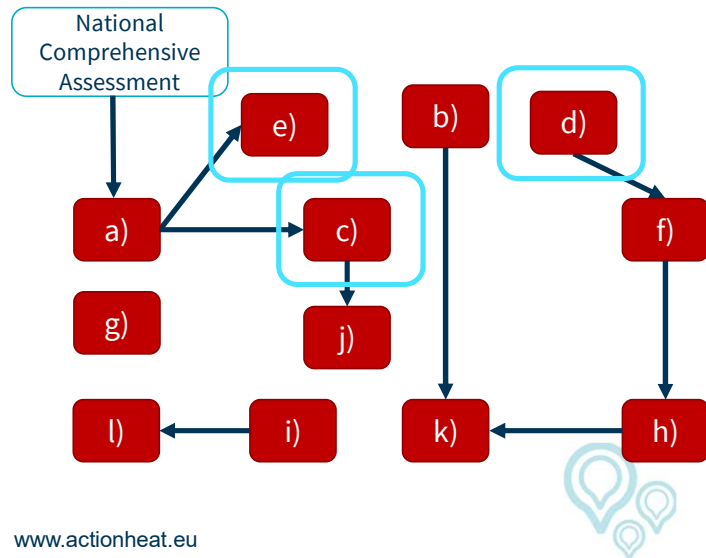 National
Comprehensive
Assessment
e)
b)
d)
a)
c)
f)
g)
j)
l)
i)
k)
h)
www.actionheat.eu